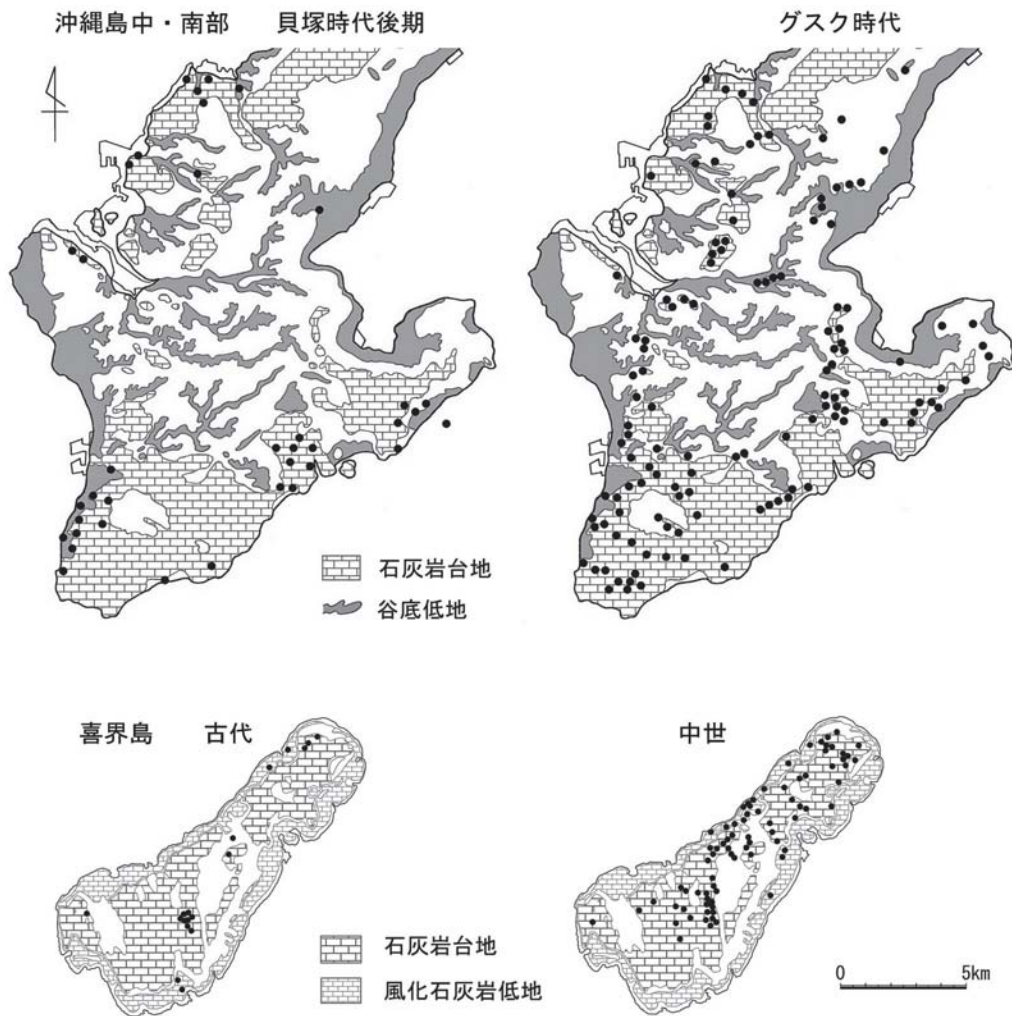 沖縄島中・南部　貝塚時代後期
グスク時代
石灰岩台地
谷底低地
喜界島　古代
中世
石灰岩台地
風化石灰岩低地
0　5km